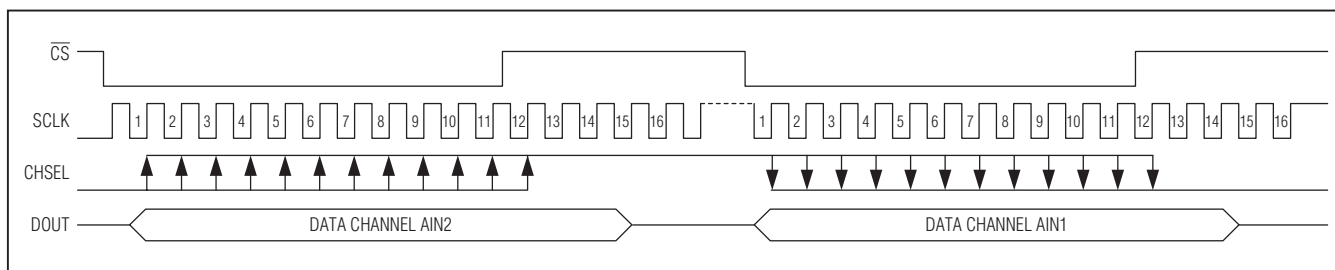 CS
SCLK 1 2 3 4 5 6 7 8 9 10 11 12 13 14 15 16 1 2 3 4 5 6 7 8 9 10 11 12 13 14 15 16
CHSEL
DOUT DATA CHANNEL AIN2 DATA CHANNEL AIN1